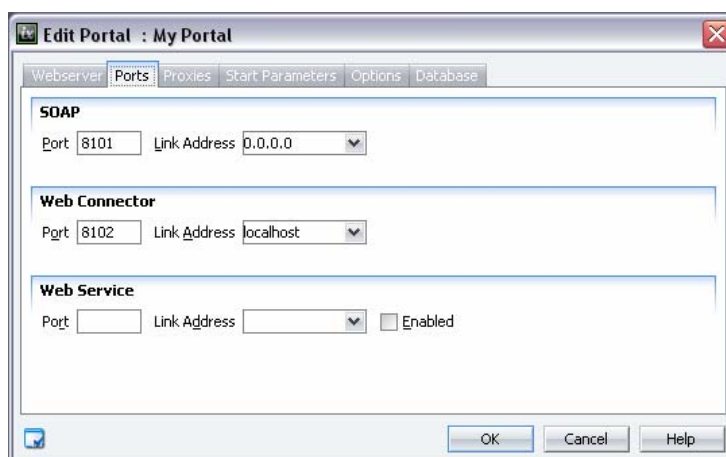 Edit Portal : My Portal
Webserver Ports Proxies Start Parameters Options Database
SOAP
Port 8101 Link Address 0.0.0.0
Web Connector
Port 8102 Link Address localhost
Web Service
Port Link Address Enabled
OK Cancel Help